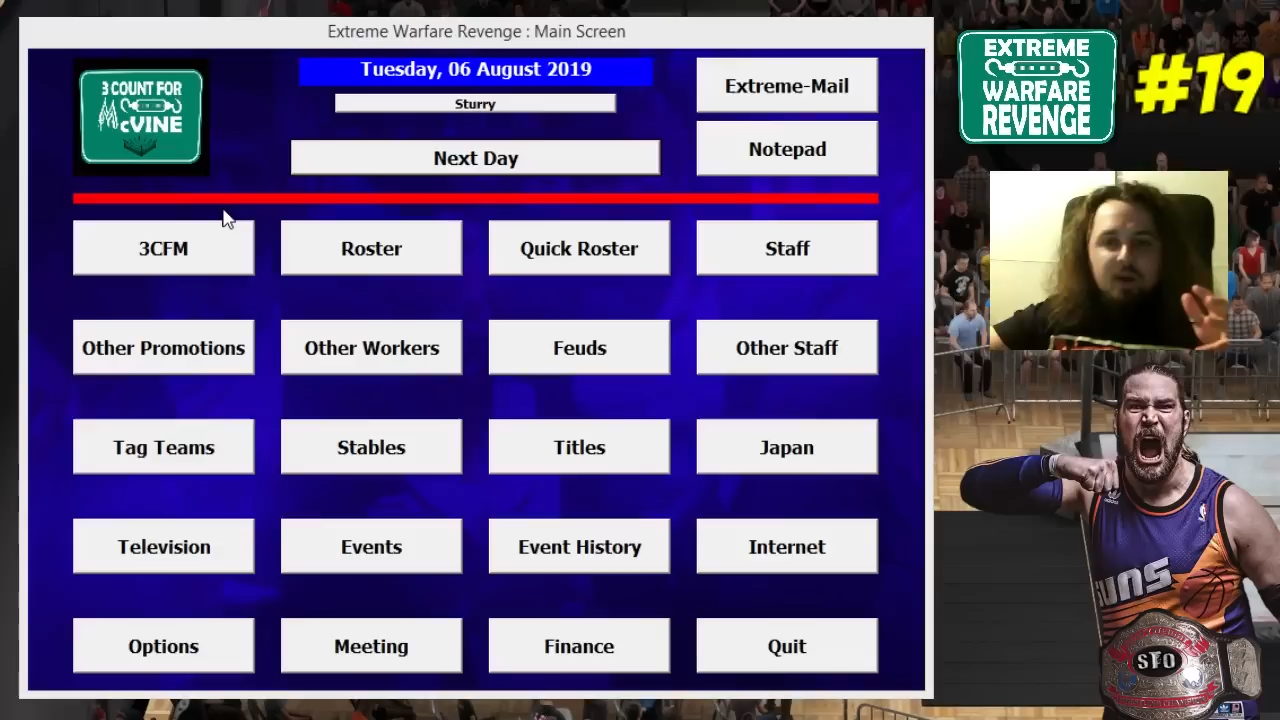 Extreme Warfare Revenge : Main Screen
3 COUNT FOR
McVINE
Tuesday, 06 August 2019
Sturry
Next Day
Extreme-Mail
Notepad
3CFM
Roster
Quick Roster
Staff
Other Promotions
Other Workers
Feuds
Other Staff
Tag Teams
Stables
Titles
Japan
Television
Events
Event History
Internet
Options
Meeting
Finance
Quit
EXTREME
WARFARE
REVENGE
#19
SUNS
SFO